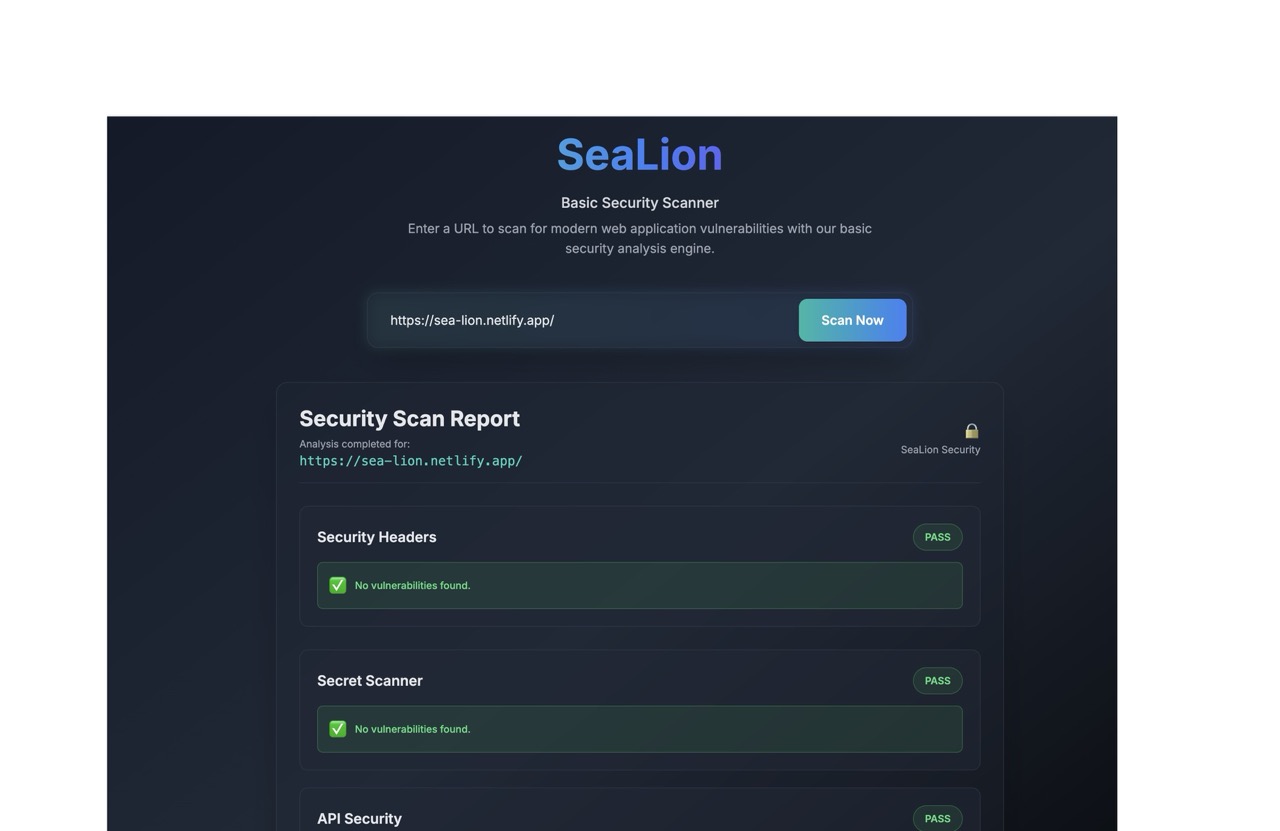 SeaLion
Basic Security Scanner
Enter a URL to scan for modern web application vulnerabilities with our basic
security analysis engine.
https://sea-lion.netlify.app/
Scan Now
Security Scan Report
Analysis completed for:
https://sea-lion.netlify.app/
SeaLion Security
Security Headers
PASS
No vulnerabilities found.
Secret Scanner
PASS
No vulnerabilities found.
API Security
PASS